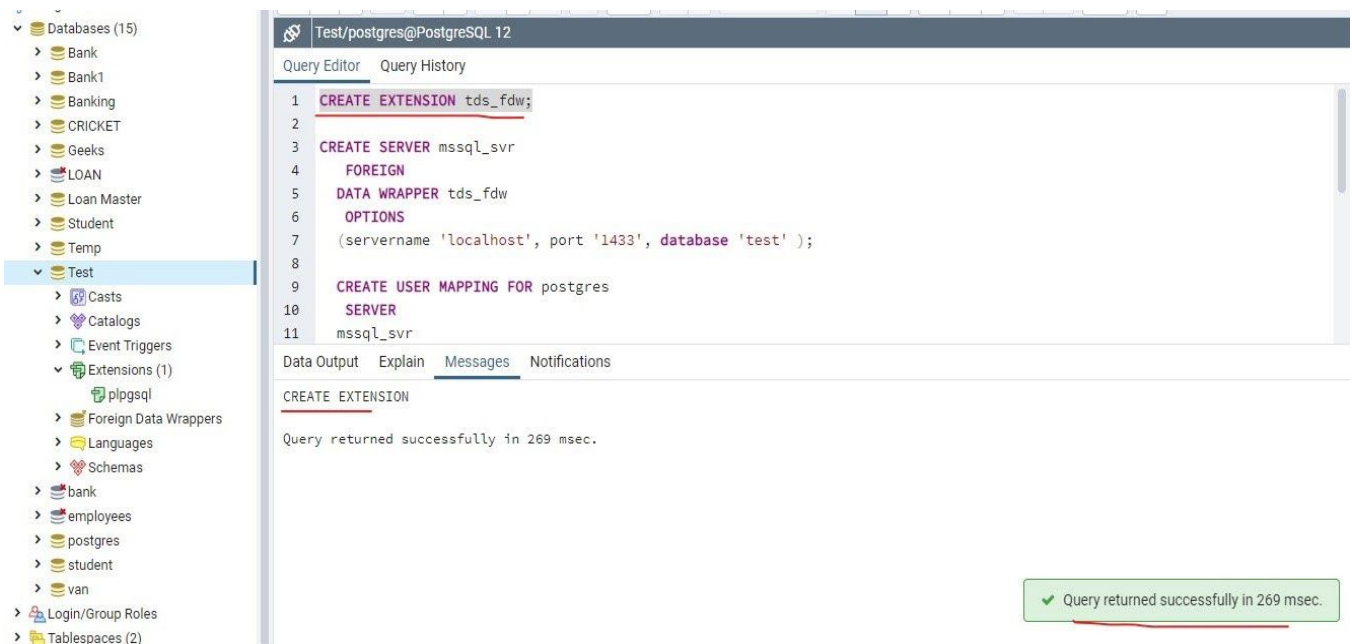 Databases (15)
Bank
Bank1
Banking
CRICKET
Geeks
LOAN
Loan Master
Student
Temp
Test
Casts
Catalogs
Event Triggers
Extensions (1)
plpgsql
Foreign Data Wrappers
Languages
Schemas
bank
employees
postgres
student
van
Login/Group Roles
Tablespaces (2)
Test/postgres@PostgreSQL 12
Query Editor Query History
1 CREATE EXTENSION tds_fdw;
2
3 CREATE SERVER mssql_svr
4 FOREIGN
5 DATA WRAPPER tds_fdw
6 OPTIONS
7 (servername 'localhost', port '1433', database 'test' );
8
9 CREATE USER MAPPING FOR postgres
10 SERVER
11 mssql_svr
Data Output Explain Messages Notifications
CREATE EXTENSION
Query returned successfully in 269 msec.
Query returned successfully in 269 msec.